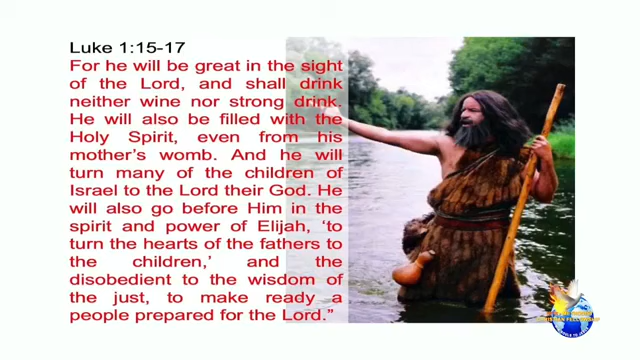 Luke 1:15-17
For he will be great in the sight
of the Lord, and shall drink
neither wine nor strong drink.
He will also be filled with the
Holy Spirit, even from his
mother's womb. And he will
turn many of the children of
Israel to the Lord their God. He
will also go before Him in the
spirit and power of Elijah, 'to
turn the hearts of the fathers to
the children,' and the
disobedient to the wisdom of
the just, to make ready a
people prepared for the Lord."
CHRISTIAN FELLOWSHIP